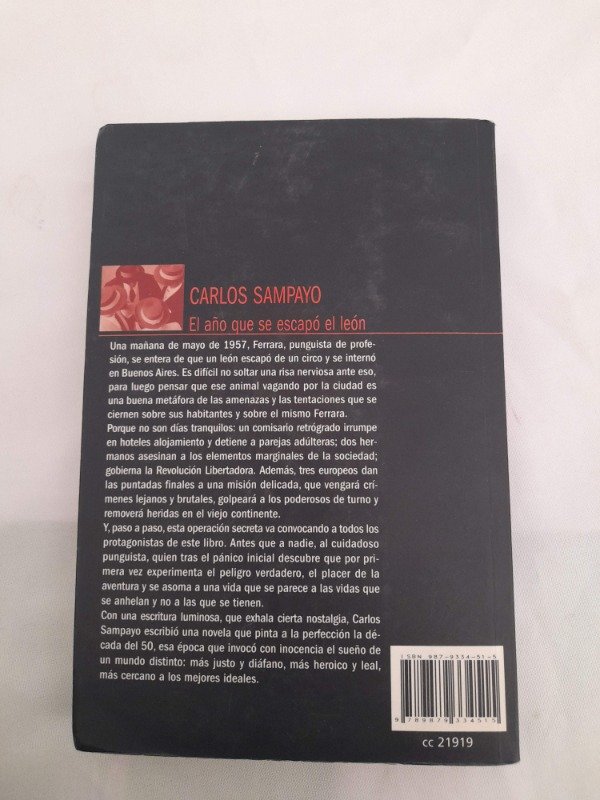 CARLOS SAMPAYO
El año que se escapó el león
Una mañana de mayo de 1957, Ferrara, punguista de profe-
sión, se entera de que un león escapó de un circo y se internó
en Buenos Aires. Es difícil no soltar una risa nerviosa ante eso,
para luego pensar que ese animal vagando por la ciudad es
una buena metáfora de las amenazas y las tentaciones que se
ciernen sobre sus habitantes y sobre el mismo Ferrara.
Porque no son días tranquilos: un comisario retrógrado irrumpe
en hoteles alojamiento y detiene a parejas adúlteras; dos her-
manos asesinan a los elementos marginales de la sociedad;
gobierna la Revolución Libertadora. Además, tres europeos dan
las puntadas finales a una misión delicada, que vengará crí-
menes lejanos y brutales, golpeará a los poderosos de turno y
removerá heridas en el viejo continente.
Y, paso a paso, esta operación secreta va convocando a todos los
protagonistas de este libro. Antes que a nadie, al cuidadoso
punguista, quien tras el pánico inicial descubre que por pri-
mera vez experimenta el peligro verdadero, el placer de la
aventura y se asoma a una vida que se parece a las vidas que
se anhelan y no a las que se tienen.
Con una escritura luminosa, que exhala cierta nostalgia, Carlos
Sampayo escribió una novela que pinta a la perfección la dé-
cada del 50, esa época que invocó con inocencia el sueño de
un mundo distinto: más justo y diáfano, más heroico y leal,
más cercano a los mejores ideales.
ISBN 987-9334-51-5
9 789879 334515
cc 21919